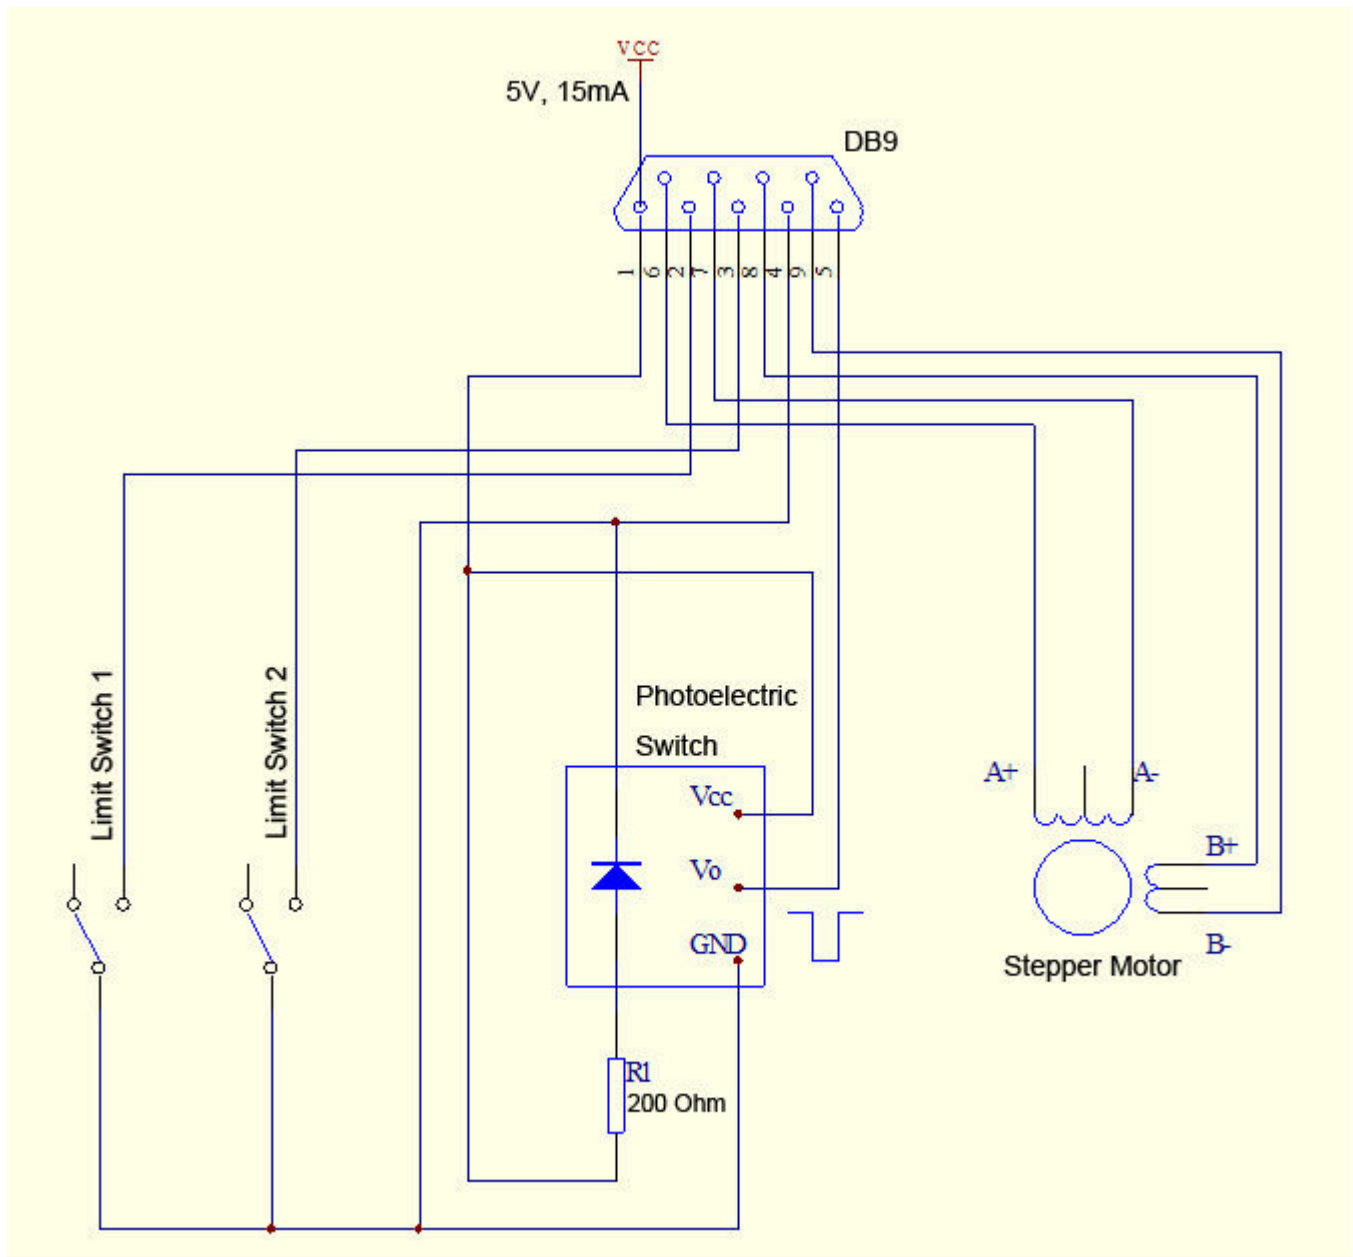 VCC
5V, 15mA
DB9
1
6
2
7
3
8
4
9
5
Limit Switch 1
Limit Switch 2
Photoelectric
Switch
Vcc
Vo
GND
A+
A-
B+
B-
Stepper Motor
R1
200 Ohm